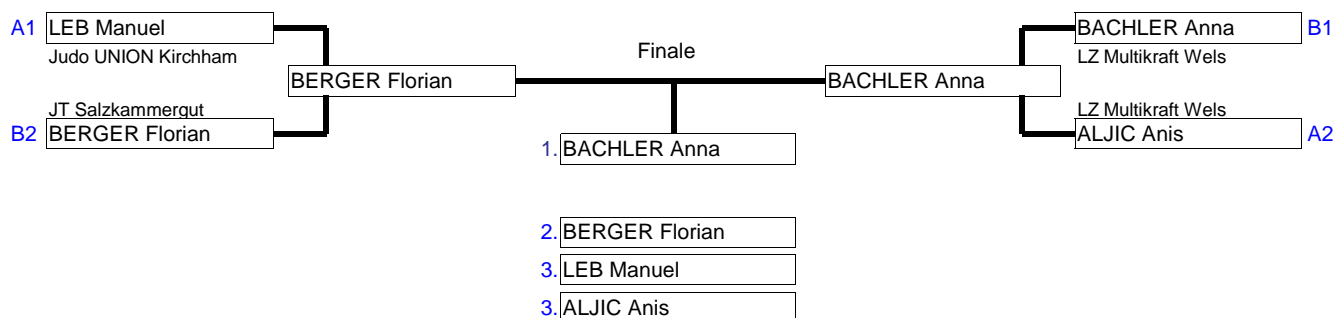 A1 LEB Manuel
Judo UNION Kirchham
BERGER Florian
JT Salzkammergut
B2 BERGER Florian
Finale
BACHLER Anna B1
LZ Multikraft Wels
BACHLER Anna
LZ Multikraft Wels
ALJIC Anis A2
1. BACHLER Anna
2. BERGER Florian
3. LEB Manuel
3. ALJIC Anis